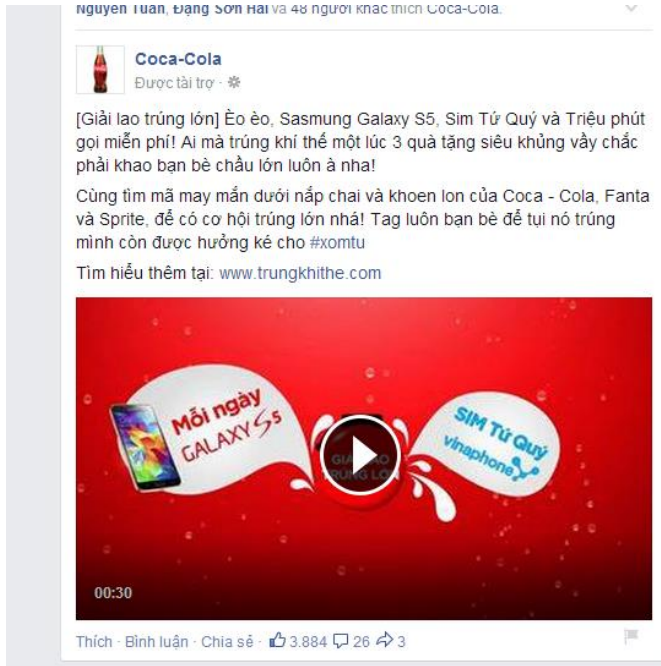 Nguyễn Tuấn, Đặng Sơn Hải và 48 người khác thích Coca-Cola.
Coca-Cola
Được tài trợ ·
[Giải lao trúng lớn] Èo èo, Sasmung Galaxy S5, Sim Tứ Quý và Triệu phút
gọi miễn phí! Ai mà trúng khí thế một lúc 3 quà tặng siêu khủng vầy chắc
phải khao bạn bè chầu lớn luôn à nha!
Cùng tìm mã may mắn dưới nắp chai và khoen lon của Coca - Cola, Fanta
và Sprite, để có cơ hội trúng lớn nhá! Tag luôn bạn bè để tụi nó trúng
mình còn được hưởng ké cho #xomtu
Tìm hiểu thêm tại: www.trungkhithe.com
Mỗi ngày
GALAXY S5
GIẢI LAO
TRÚNG LỚN
SIM Tứ Quý
vinaphone
00:30
Thích · Bình luận · Chia sẻ · 3.884 26 3